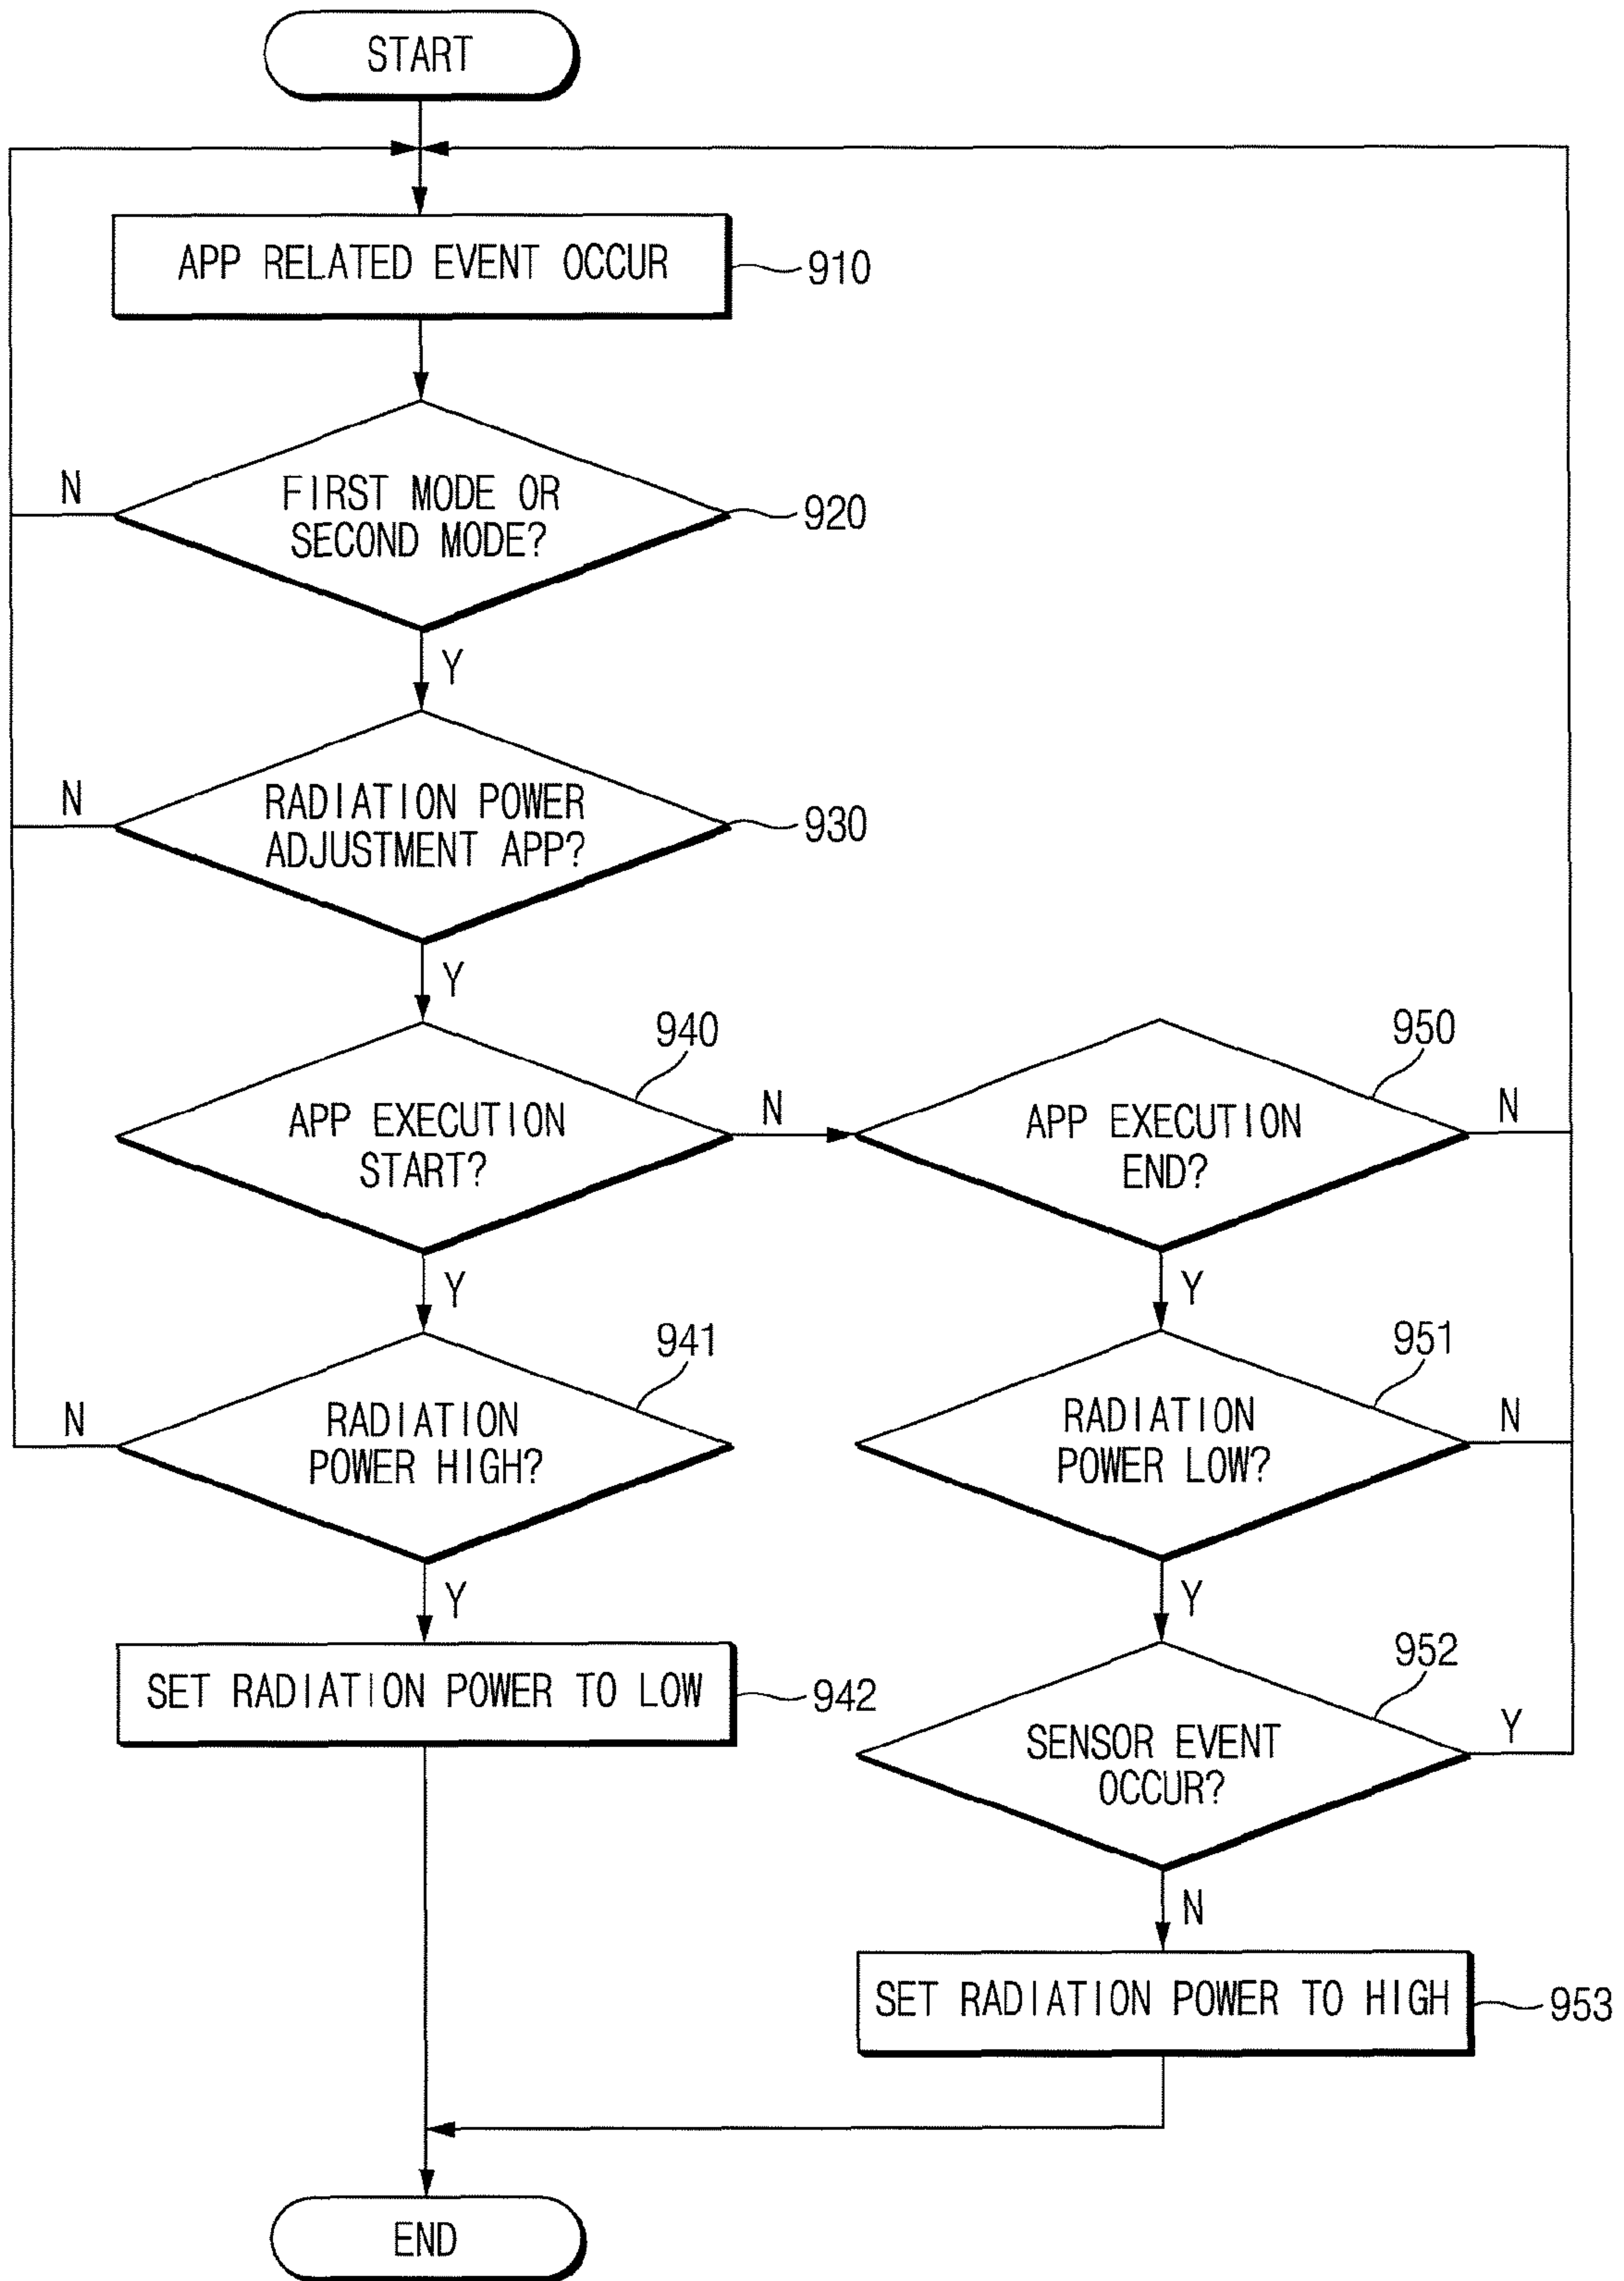 START
APP RELATED EVENT OCCUR
910
N
FIRST MODE OR
SECOND MODE?
920
Y
N
RADIATION POWER
ADJUSTMENT APP?
930
Y
940
APP EXECUTION
START?
N
950
APP EXECUTION
END?
N
Y
Y
941
RADIATION
POWER HIGH?
N
951
RADIATION
POWER LOW?
N
Y
Y
SET RADIATION POWER TO LOW
942
952
SENSOR EVENT
OCCUR?
Y
N
SET RADIATION POWER TO HIGH
953
END